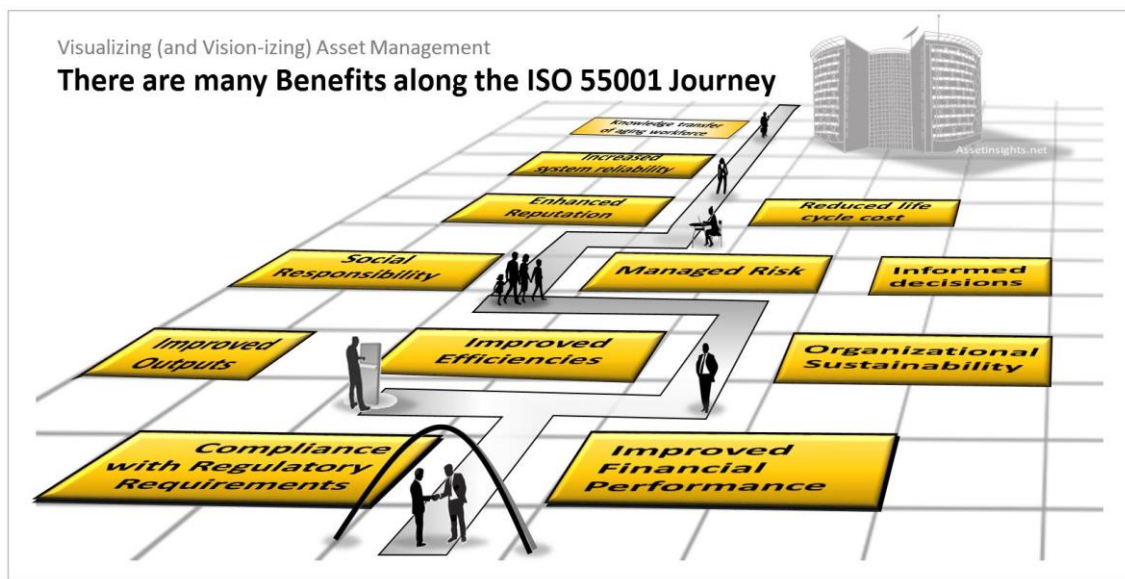 Visualizing (and Vision-izing) Asset Management
There are many Benefits along the ISO 55001 Journey
Assetinsights.net
Knowledge transfer
of aging workforce
Increased
system reliability
Enhanced
Reputation
Reduced life
cycle cost
Social
Responsibility
Managed Risk
Informed
decisions
Improved
Outputs
Improved
Efficiencies
Organizational
Sustainability
Compliance
with Regulatory
Requirements
Improved
Financial
Performance